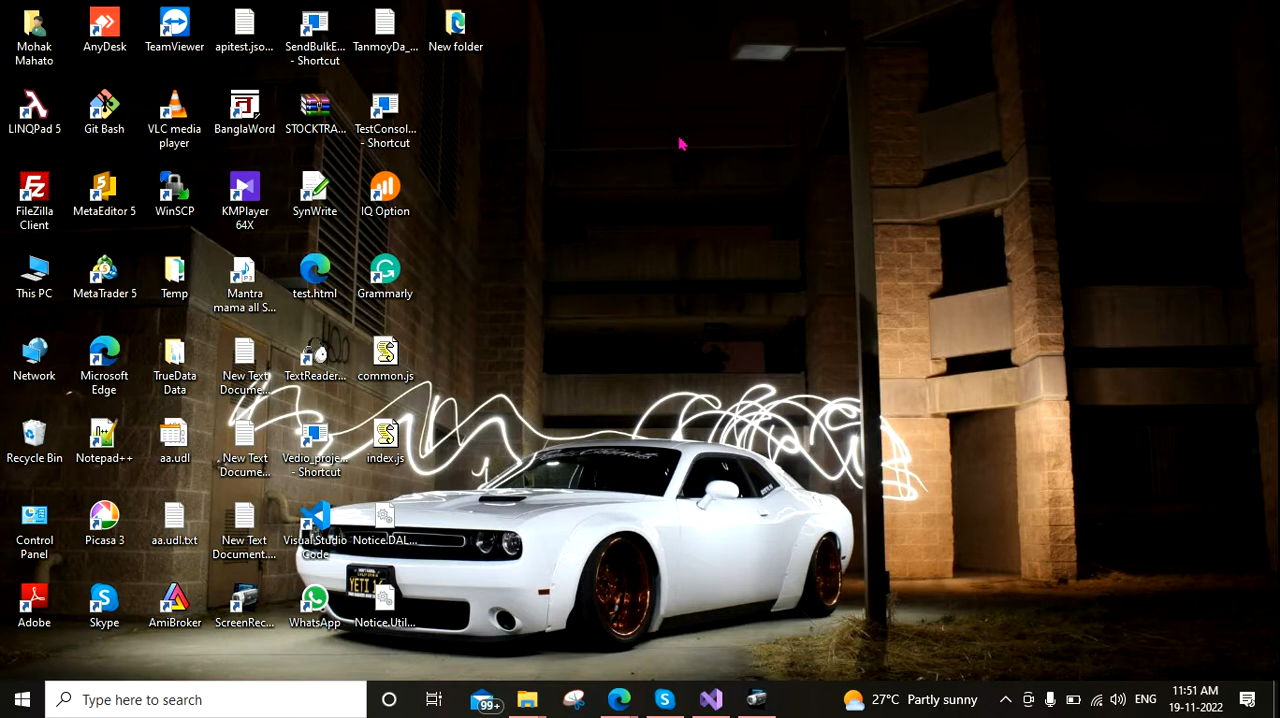 Mohak
Mahato
AnyDesk
TeamViewer
apitest.jso...
SendBulkE...
- Shortcut
TanmoyDa_...
New folder
LINQPad 5
Git Bash
VLC media
player
BanglaWord
STOCKTRA...
TestConsol...
- Shortcut
FileZilla
Client
MetaEditor 5
WinSCP
KMPlayer
64X
SynWrite
IQ Option
This PC
MetaTrader 5
Temp
Mantra
mama all S...
test.html
Grammarly
Network
Microsoft
Edge
TrueData
Data
New Text
Docume...
TextReader...
common.js
Recycle Bin
Notepad++
aa.udl
New Text
Docume...
Vedio_proje...
- Shortcut
index.js
Control
Panel
Picasa 3
aa.udl.txt
New Text
Document....
Visual Studio
Code
Notice.DAL...
Adobe
Skype
AmiBroker
ScreenRec...
WhatsApp
Notice.Util...
Type here to search
99+
27°C Partly sunny
ENG
11:51 AM
19-11-2022